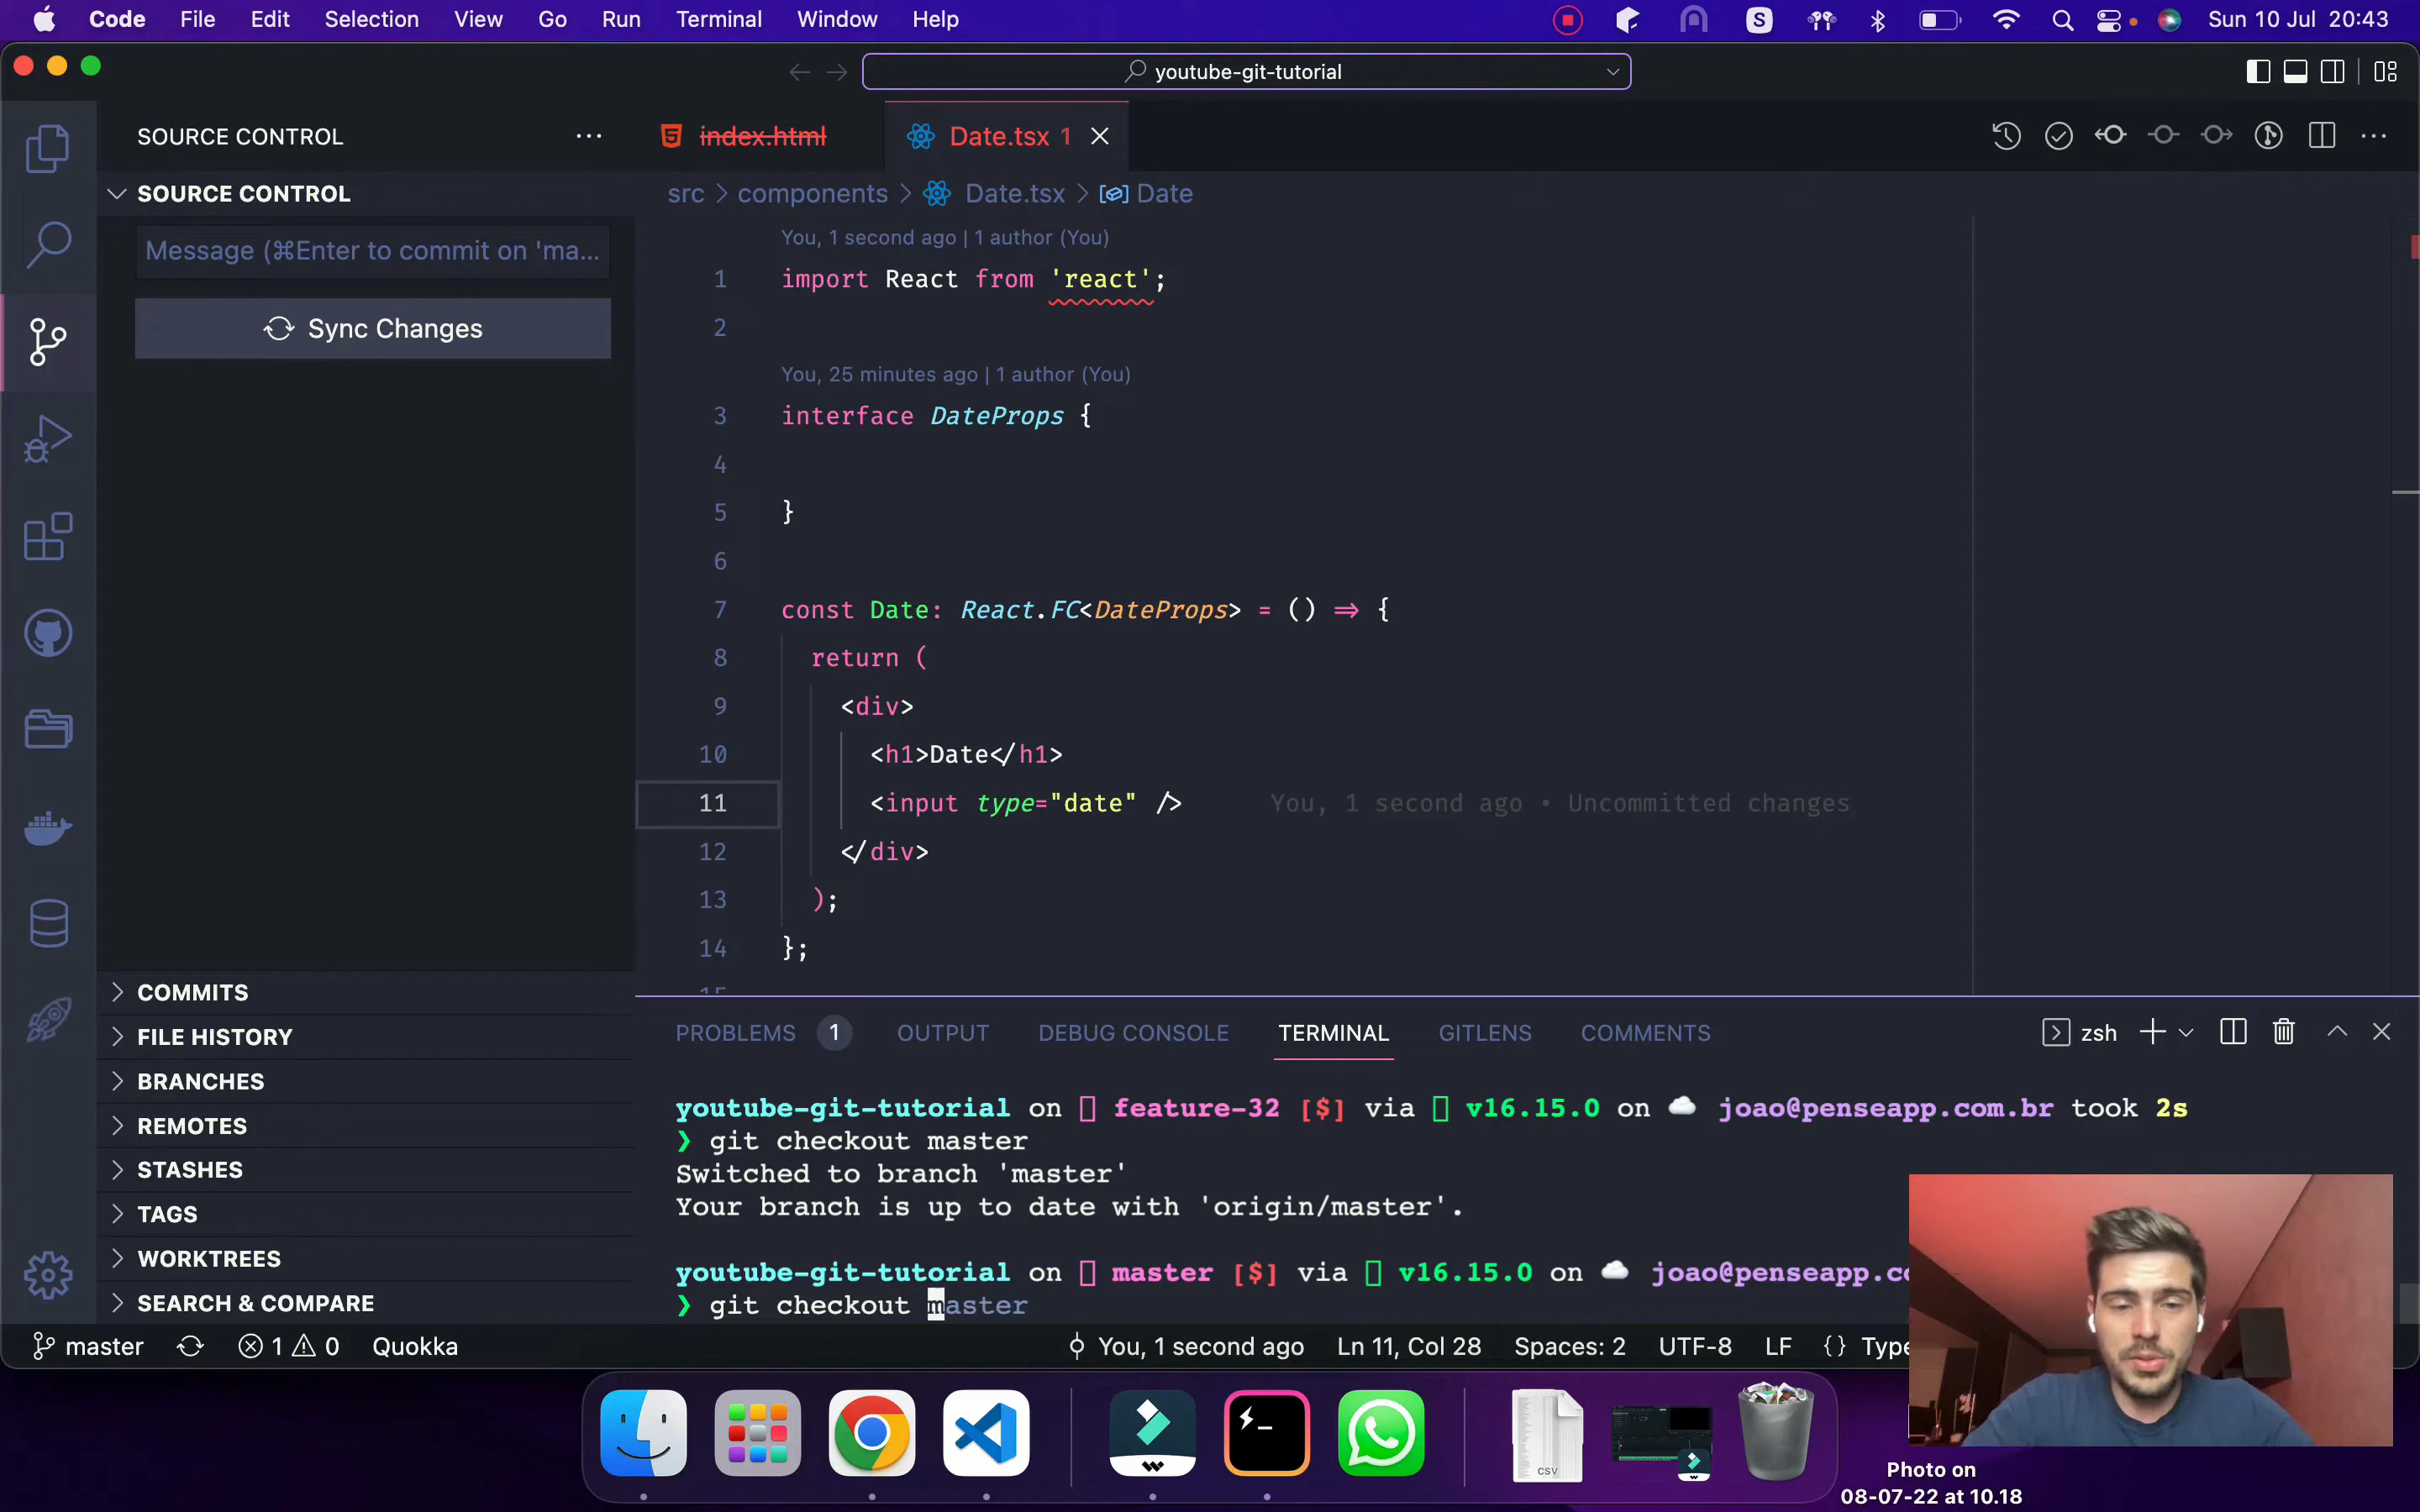 Code File Edit Selection View Go Run Terminal Window Help
S
Sun 10 Jul 20:43
youtube-git-tutorial
SOURCE CONTROL
index.html
Date.tsx 1
SOURCE CONTROL
Message (⌘Enter to commit on 'ma...
Sync Changes
COMMITS
FILE HISTORY
BRANCHES
REMOTES
STASHES
TAGS
WORKTREES
SEARCH & COMPARE
src > components > Date.tsx > Date
You, 1 second ago | 1 author (You)
1 import React from 'react';
2
You, 25 minutes ago | 1 author (You)
3 interface DateProps {
4
5 }
6
7 const Date: React.FC<DateProps> = () => {
8 return (
9 <div>
10 <h1>Date</h1>
11 <input type="date" /> You, 1 second ago • Uncommitted changes
12 </div>
13 );
14 };
15
PROBLEMS 1 OUTPUT DEBUG CONSOLE TERMINAL GITLENS COMMENTS
zsh
youtube-git-tutorial on feature-32 [$] via v16.15.0 on joao@penseapp.com.br took 2s
❯ git checkout master
Switched to branch 'master'
Your branch is up to date with 'origin/master'.
youtube-git-tutorial on master [$] via v16.15.0 on joao@penseapp.c
❯ git checkout master
master 1 0 Quokka
You, 1 second ago Ln 11, Col 28 Spaces: 2 UTF-8 LF {} Type
CSV
Photo on
08-07-22 at 10.18